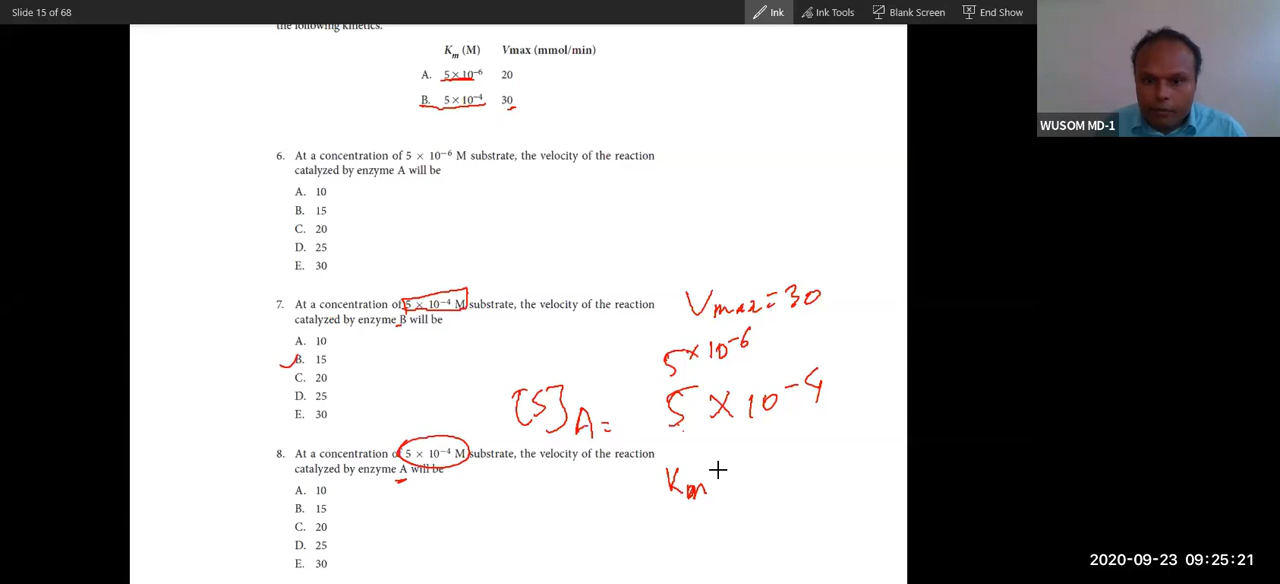 Slide 15 of 68
Ink Ink Tools Blank Screen End Show
the following kinetics.
Km (M) Vmax (mmol/min)
A. 5 × 10⁻⁶ 20
B. 5 × 10⁻⁴ 30
WUSOM MD-1
6. At a concentration of 5 × 10⁻⁶ M substrate, the velocity of the reaction
catalyzed by enzyme A will be
A. 10
B. 15
C. 20
D. 25
E. 30
7. At a concentration of 5 × 10⁻⁴ M substrate, the velocity of the reaction
catalyzed by enzyme B will be
A. 10
B. 15
C. 20
D. 25
E. 30
Vmax = 30
5 × 10⁻⁶
[S]A = 5 × 10⁻⁴
8. At a concentration of 5 × 10⁻⁴ M substrate, the velocity of the reaction
catalyzed by enzyme A will be
Km
A. 10
B. 15
C. 20
D. 25
E. 30
2020-09-23 09:25:21